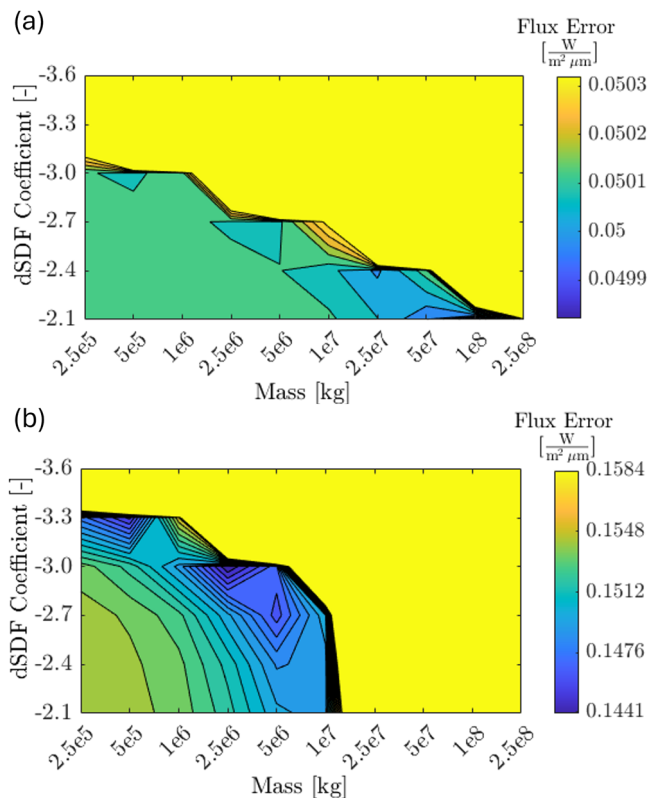 (a)
Flux Error
[W/m² μm]
0.0503
0.0502
0.0501
0.05
0.0499
dSDF Coefficient [-]
-3.6
-3.3
-3.0
-2.7
-2.4
-2.1
2.5e5 5e5 1e6 2.5e6 5e6 1e7 2.5e7 5e7 1e8 2.5e8
Mass [kg]
(b)
Flux Error
[W/m² μm]
0.1584
0.1548
0.1512
0.1476
0.1441
dSDF Coefficient [-]
-3.6
-3.3
-3.0
-2.7
-2.4
-2.1
2.5e5 5e5 1e6 2.5e6 5e6 1e7 2.5e7 5e7 1e8 2.5e8
Mass [kg]